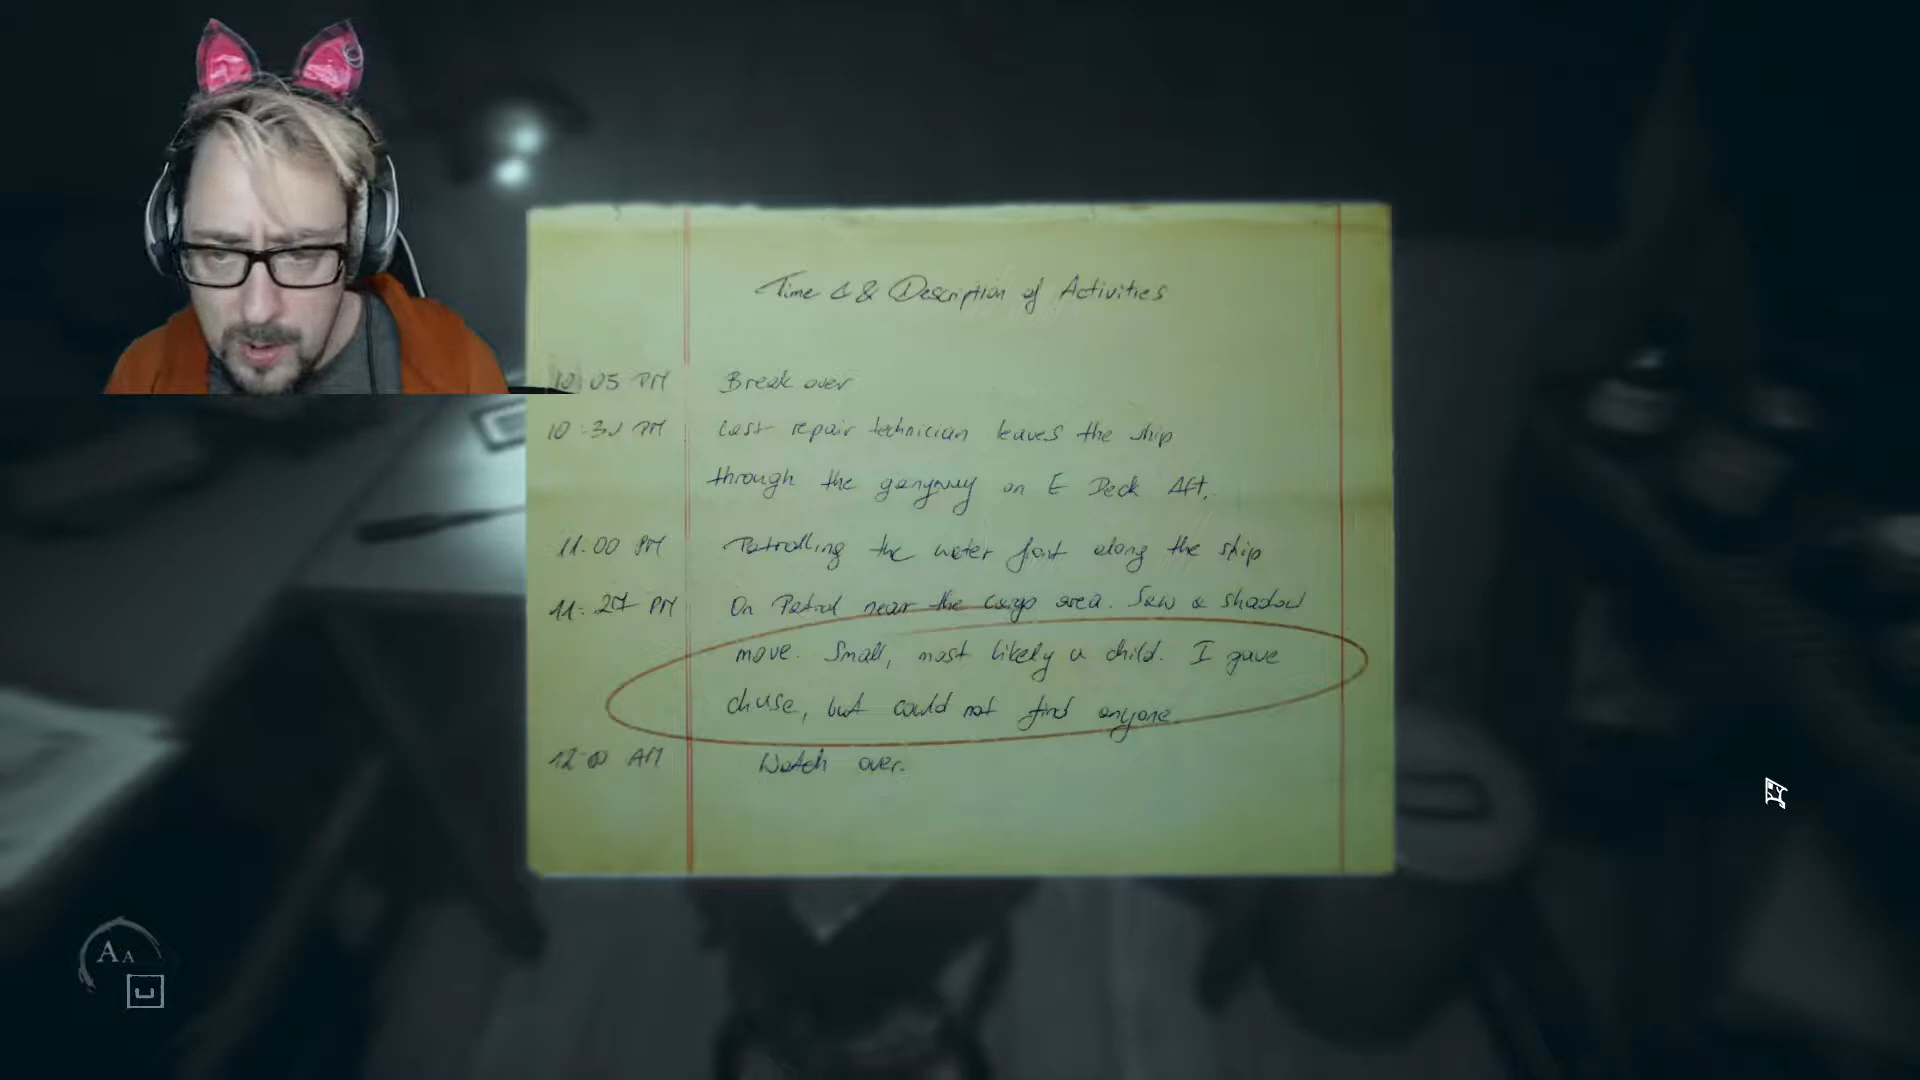 Time & Description of Activities
10:05 PM Break over
10:30 PM Last repair technician leaves the ship
through the gangway on E Deck Aft.
11:00 PM Patrolling the water front along the ship
11:27 PM On Patrol near the cargo area. Saw a shadow
move. Small, most likely a child. I gave
chase, but could not find anyone.
12:00 AM Watch over.
AA